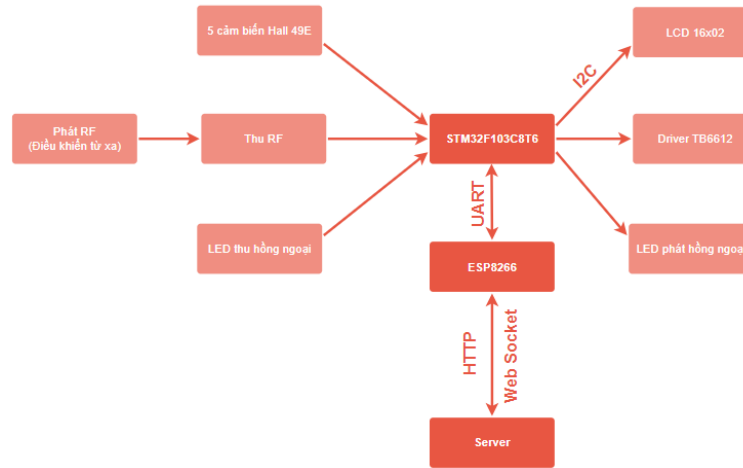 5 cảm biến Hall 49E
LCD 16x02
I2C
Phát RF
(Điều khiển từ xa)
Thu RF
STM32F103C8T6
Driver TB6612
UART
LED thu hồng ngoại
LED phát hồng ngoại
ESP8266
HTTP
Web Socket
Server